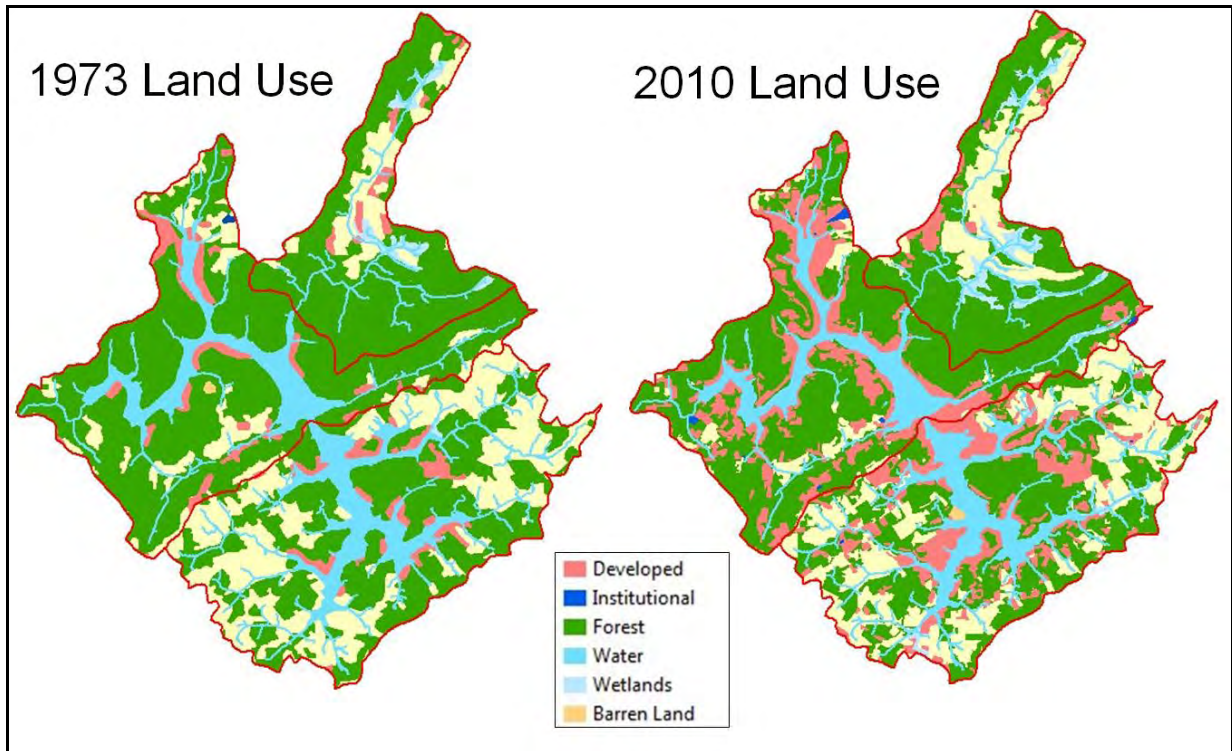 1973 Land Use
2010 Land Use
Developed
Institutional
Forest
Water
Wetlands
Barren Land